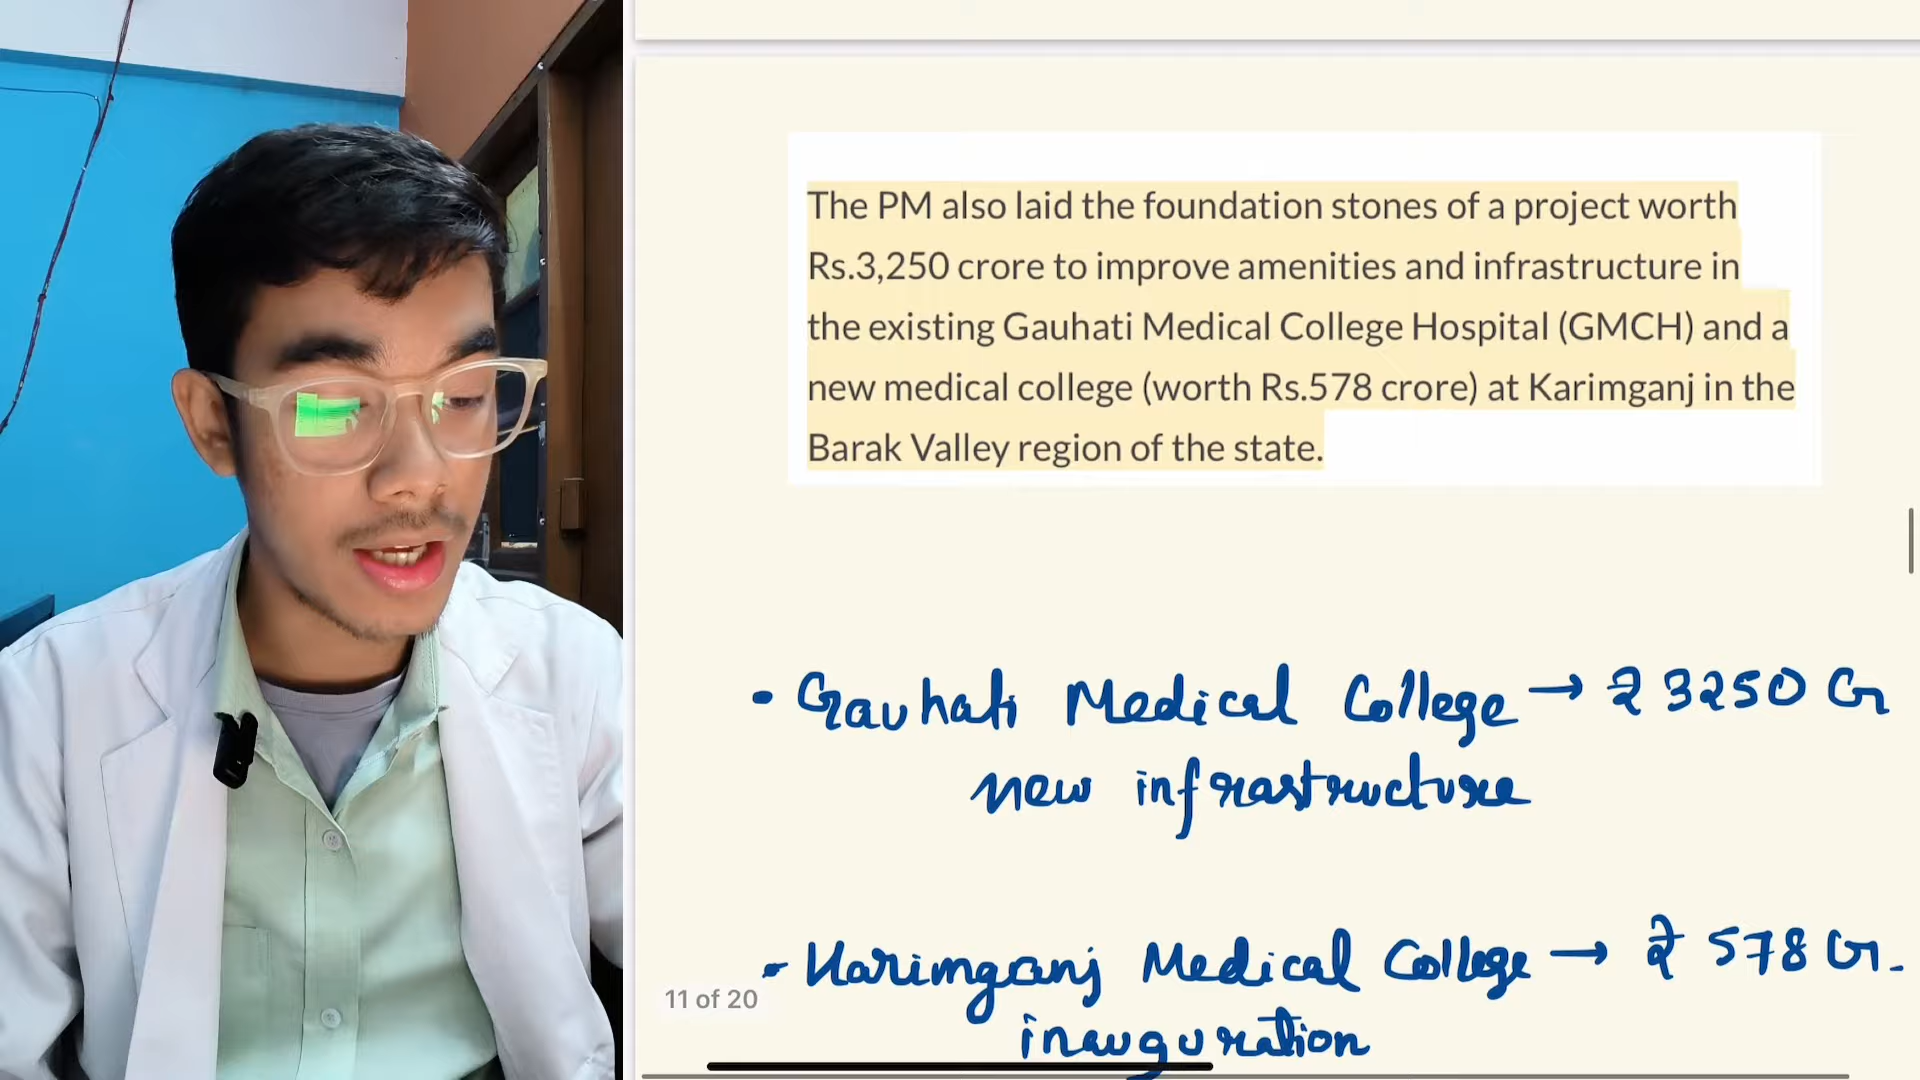 The PM also laid the foundation stones of a project worth
Rs.3,250 crore to improve amenities and infrastructure in
the existing Gauhati Medical College Hospital (GMCH) and a
new medical college (worth Rs.578 crore) at Karimganj in the
Barak Valley region of the state.
• Gauhati Medical College → ₹ 3250 Cr
new infrastructure
- Karimganj Medical College → ₹ 578 Cr.
inauguration
11 of 20